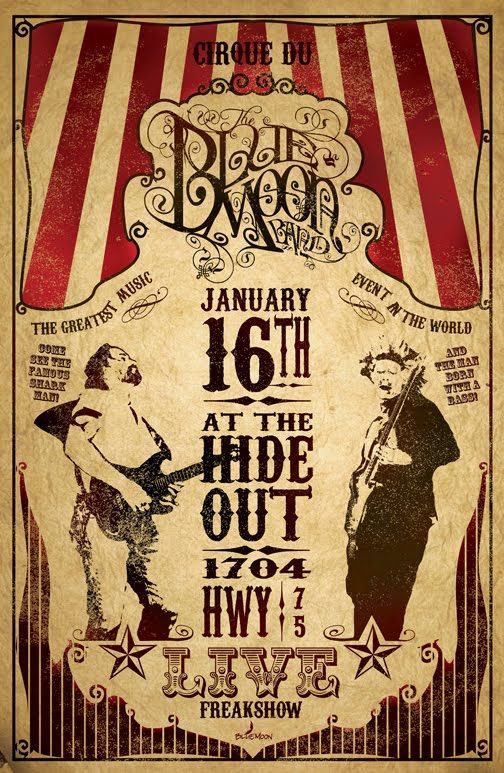 CIRQUE DU
The
BLUE
MOON
BAND
THE GREATEST MUSIC
EVENT IN THE WORLD
COME
SEE THE
FAMOUS
SHARK
MAN!
AND
THE MAN
BORN
WITH A
BASS!
JANUARY
16TH
AT THE
HIDE
OUT
1704
HWY 75
LIVE
FREAKSHOW
BLUEMOON